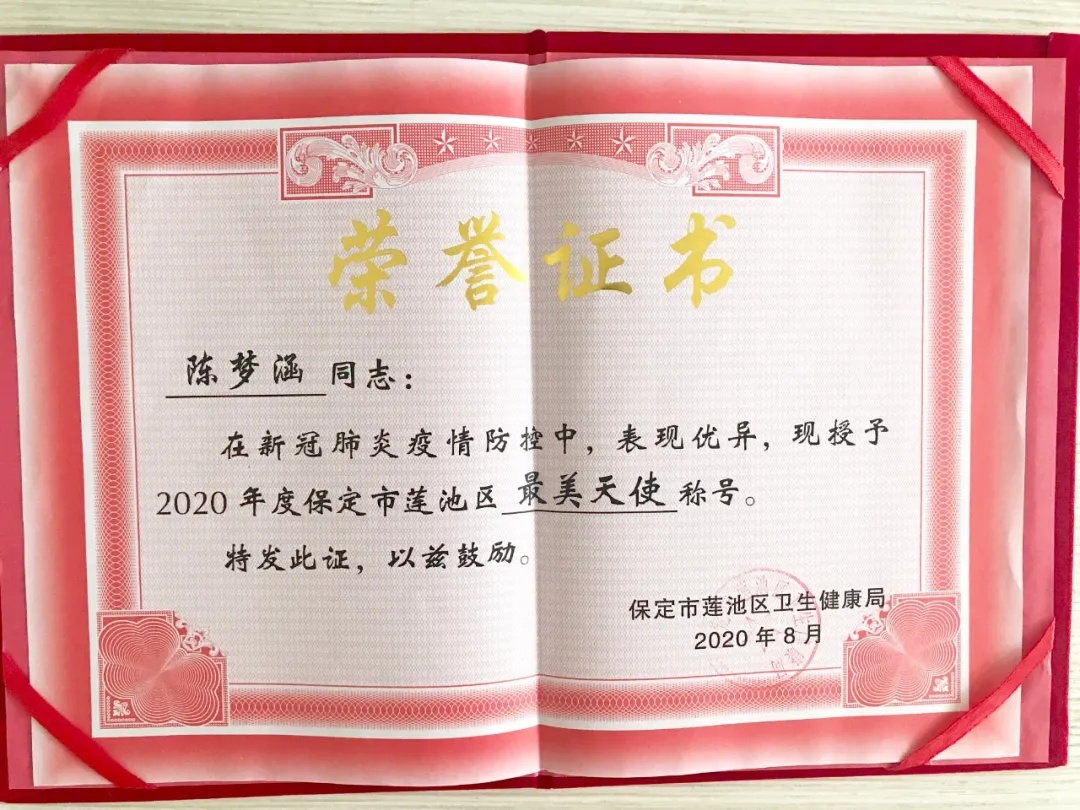 荣誉证书
陈梦涵 同志：
在新冠肺炎疫情防控中，表现优异，现授予
2020 年度保定市莲池区 最美天使 称号。
特发此证，以兹鼓励。
保定市莲池区卫生健康局
2020 年 8 月